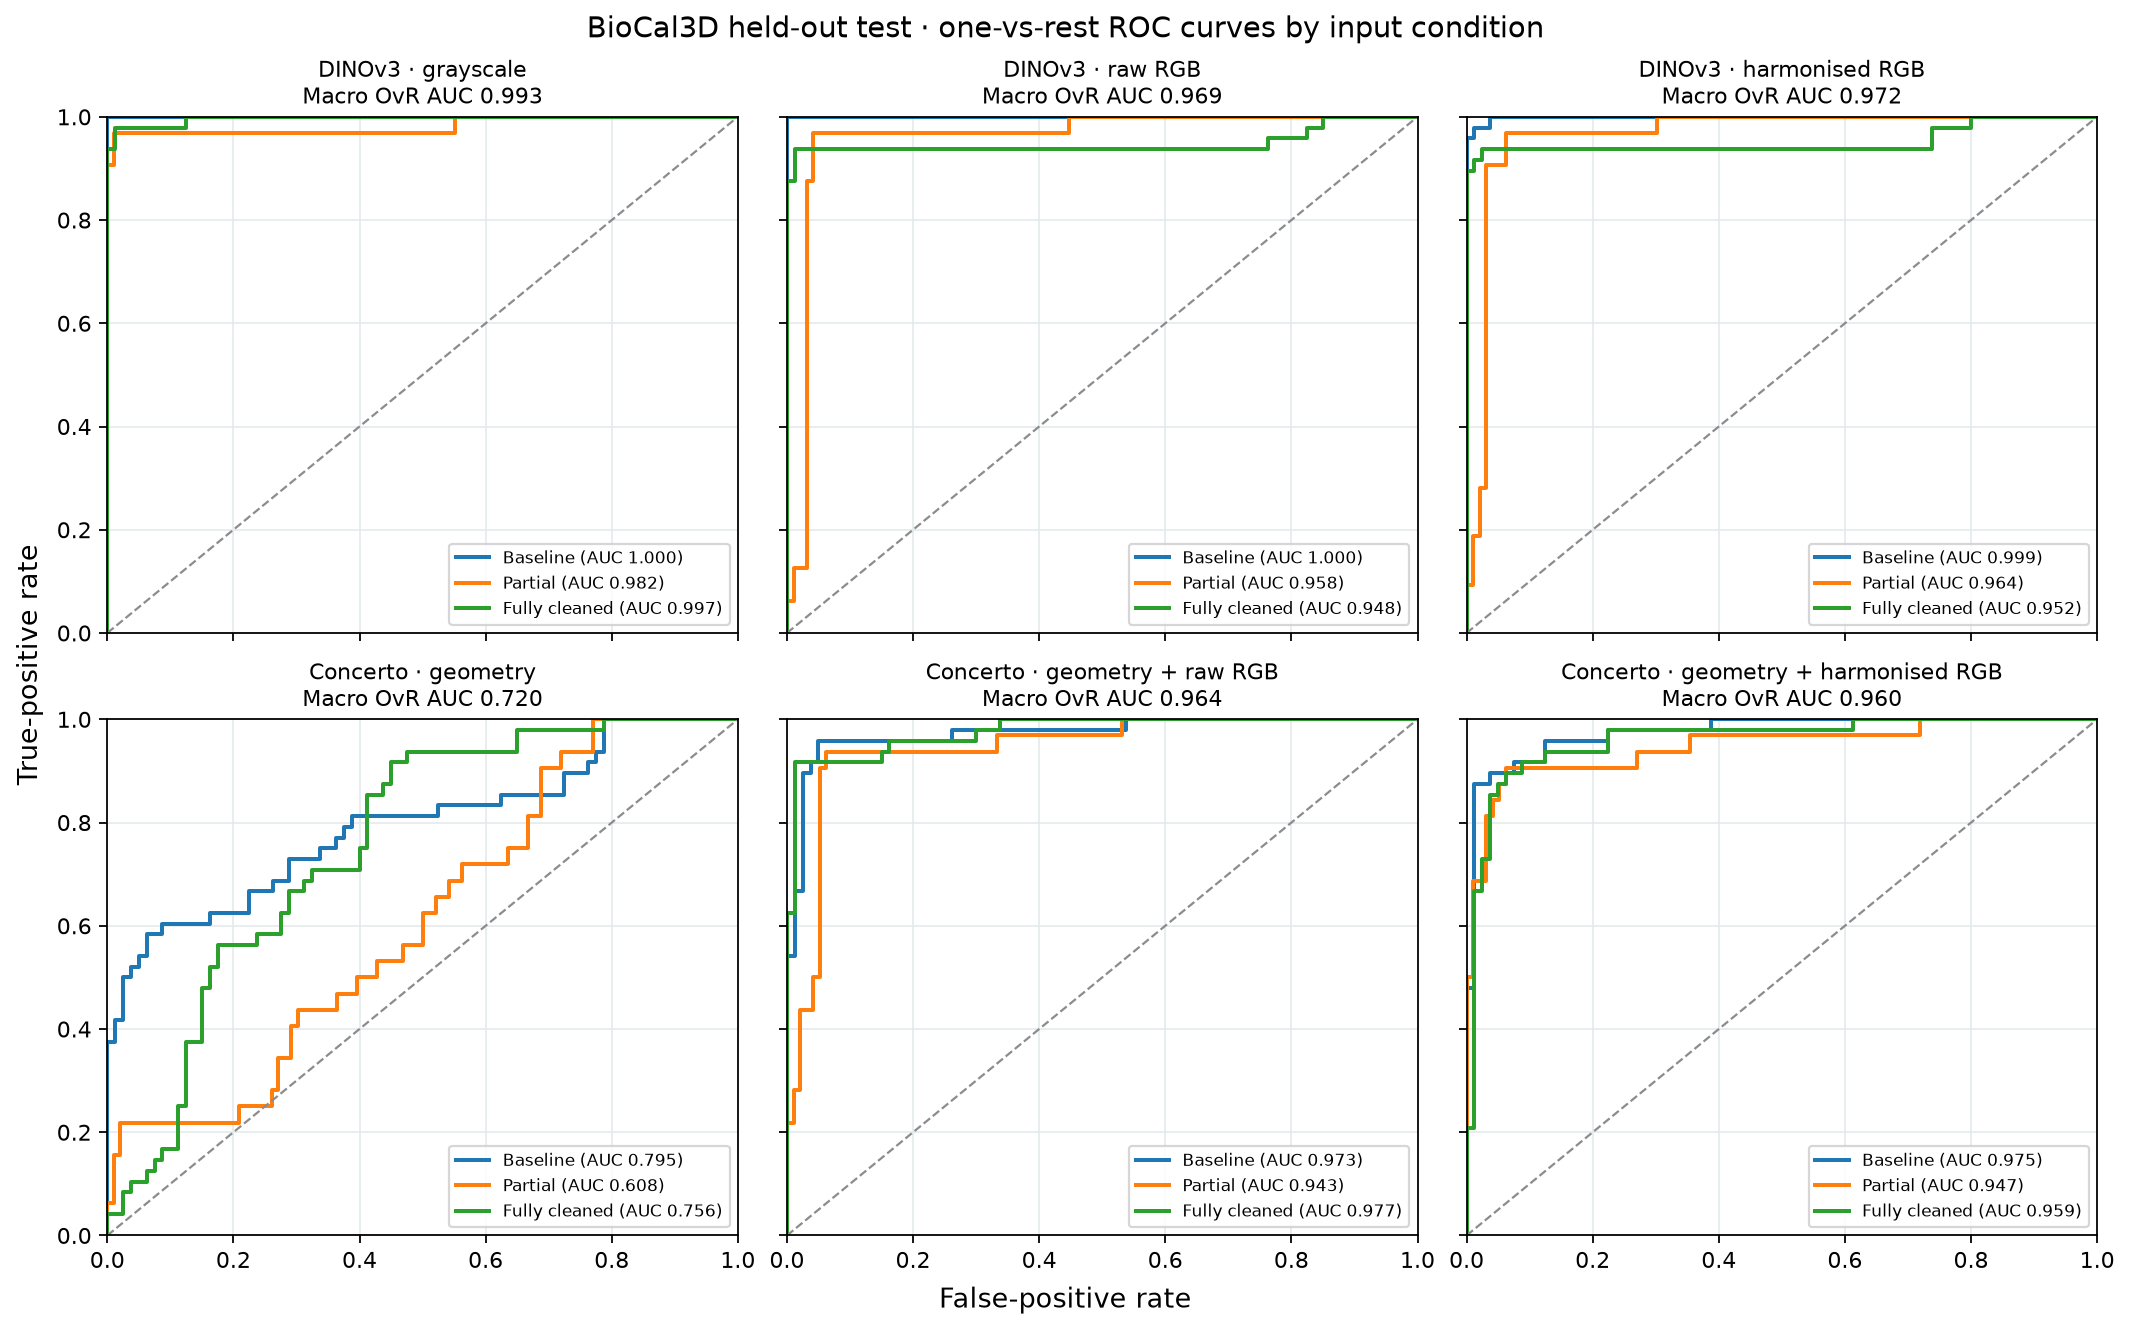 BioCal3D held-out test · one-vs-rest ROC curves by input condition
DINOv3 · grayscale
Macro OvR AUC 0.993
DINOv3 · raw RGB
Macro OvR AUC 0.969
DINOv3 · harmonised RGB
Macro OvR AUC 0.972
1.0
0.8
0.6
0.4
0.2
0.0
Baseline (AUC 1.000)
Partial (AUC 0.982)
Fully cleaned (AUC 0.997)
Baseline (AUC 1.000)
Partial (AUC 0.958)
Fully cleaned (AUC 0.948)
Baseline (AUC 0.999)
Partial (AUC 0.964)
Fully cleaned (AUC 0.952)
True-positive rate
Concerto · geometry
Macro OvR AUC 0.720
Concerto · geometry + raw RGB
Macro OvR AUC 0.964
Concerto · geometry + harmonised RGB
Macro OvR AUC 0.960
1.0
0.8
0.6
0.4
0.2
0.0
Baseline (AUC 0.795)
Partial (AUC 0.608)
Fully cleaned (AUC 0.756)
Baseline (AUC 0.973)
Partial (AUC 0.943)
Fully cleaned (AUC 0.977)
Baseline (AUC 0.975)
Partial (AUC 0.947)
Fully cleaned (AUC 0.959)
0.0 0.2 0.4 0.6 0.8 1.0
0.0 0.2 0.4 0.6 0.8 1.0
0.0 0.2 0.4 0.6 0.8 1.0
False-positive rate